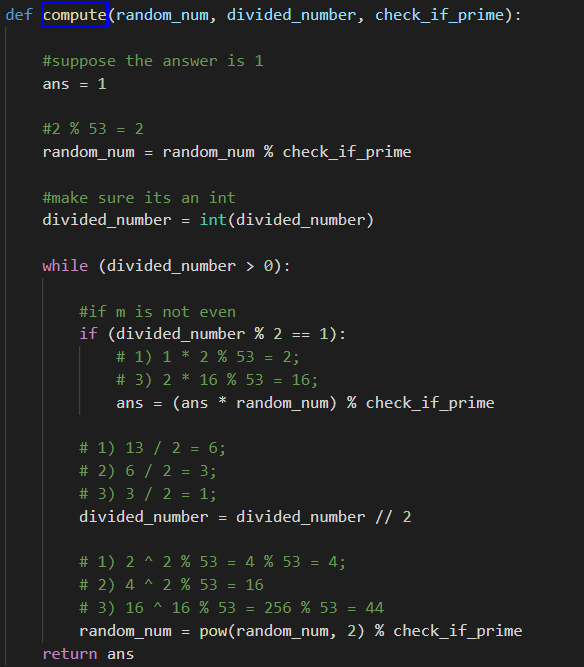 def compute(random_num, divided_number, check_if_prime):
#suppose the answer is 1
ans = 1
#2 % 53 = 2
random_num = random_num % check_if_prime
#make sure its an int
divided_number = int(divided_number)
while (divided_number > 0):
#if m is not even
if (divided_number % 2 == 1):
# 1) 1 * 2 % 53 = 2;
# 3) 2 * 16 % 53 = 16;
ans = (ans * random_num) % check_if_prime
# 1) 13 / 2 = 6;
# 2) 6 / 2 = 3;
# 3) 3 / 2 = 1;
divided_number = divided_number // 2
# 1) 2 ^ 2 % 53 = 4 % 53 = 4;
# 2) 4 ^ 2 % 53 = 16
# 3) 16 ^ 16 % 53 = 256 % 53 = 44
random_num = pow(random_num, 2) % check_if_prime
return ans